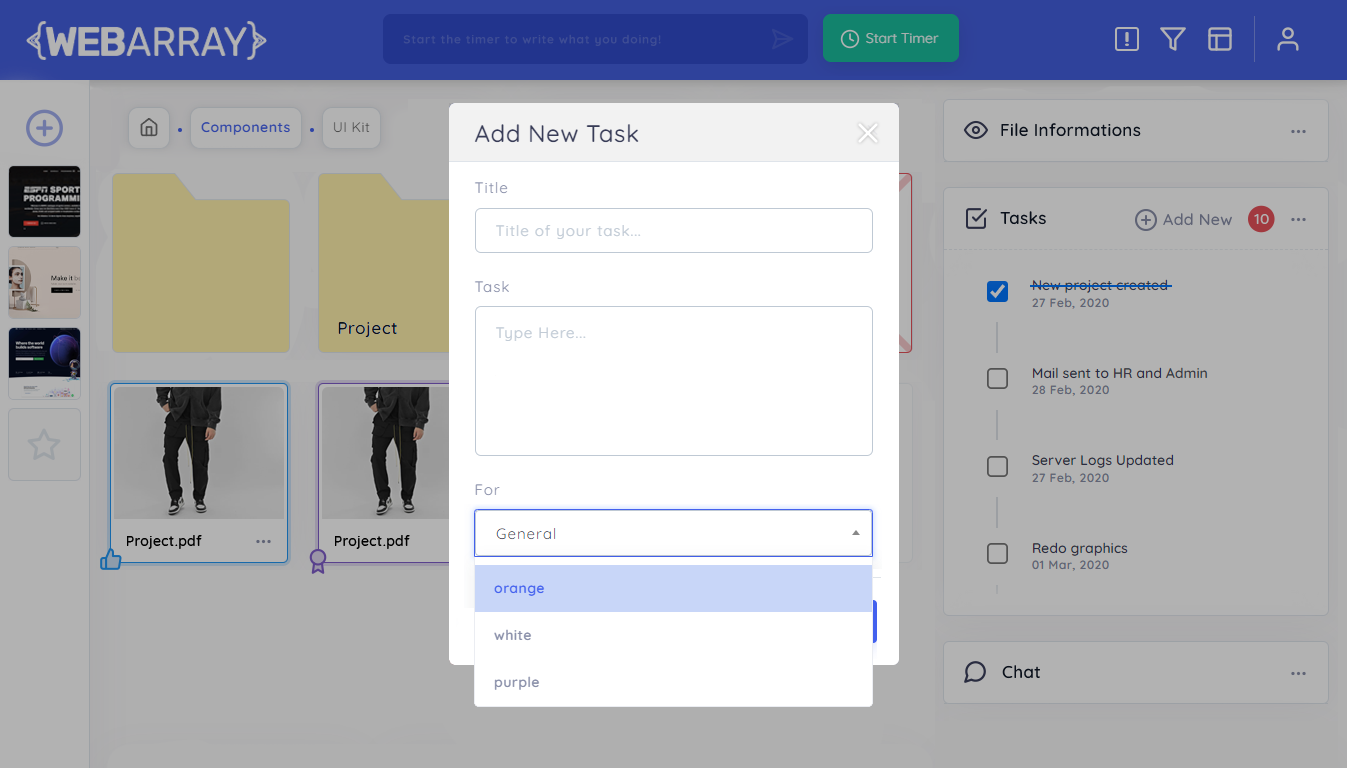 {WEBARRAY}
Start the timer to write what you doing!
Start Timer
Components
UI Kit
ESPN SPORT
PROGRAMMI
Make it be
Where the world
builds software
Project
Project.pdf
Project.pdf
Add New Task
Title
Title of your task...
Task
Type Here...
For
General
orange
white
purple
File Informations
Tasks
Add New
10
New project created
27 Feb, 2020
Mail sent to HR and Admin
28 Feb, 2020
Server Logs Updated
27 Feb, 2020
Redo graphics
01 Mar, 2020
Chat